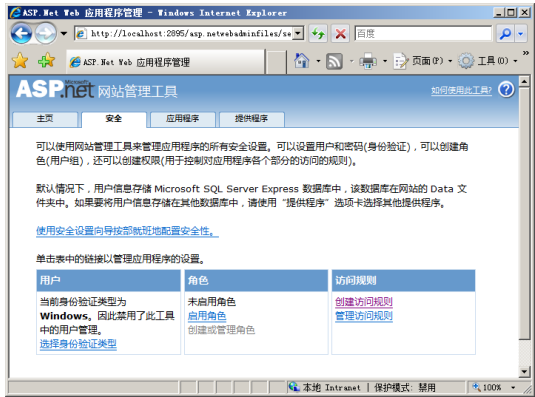 ASP.Net Web 应用程序管理 - Windows Internet Explorer
http://localhost:2895/asp.netwebadminfiles/se
百度
ASP.Net Web 应用程序管理
页面(P)
工具(O)
»
ASP.net 网站管理工具
Microsoft
如何使用此工具? ?
主页
安全
应用程序
提供程序
可以使用网站管理工具来管理应用程序的所有安全设置。可以设置用户和密码(身份验证)，可以创建角
色(用户组)，还可以创建权限(用于控制对应用程序各个部分的访问的规则)。
默认情况下，用户信息存储 Microsoft SQL Server Express 数据库中，该数据库在网站的 Data 文
件夹中。如果要将用户信息存储在其他数据库中，请使用“提供程序”选项卡选择其他提供程序。
使用安全设置向导按部就班地配置安全性。
单击表中的链接以管理应用程序的设置。
用户
当前身份验证类型为
Windows。因此禁用了此工具
中的用户管理。
选择身份验证类型
角色
未启用角色
启用角色
创建或管理角色
访问规则
创建访问规则
管理访问规则
本地 Intranet | 保护模式: 禁用
100%